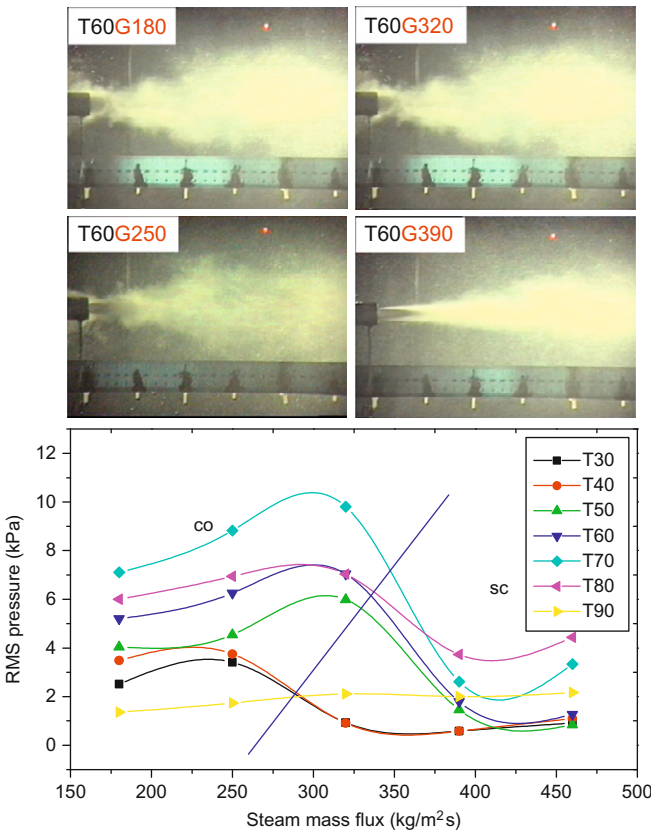 T60G180
T60G320
T60G250
T60G390
12
10
8
6
4
2
0
RMS pressure (kPa)
co
sc
T30
T40
T50
T60
T70
T80
T90
150 200 250 300 350 400 450 500
Steam mass flux (kg/m²s)